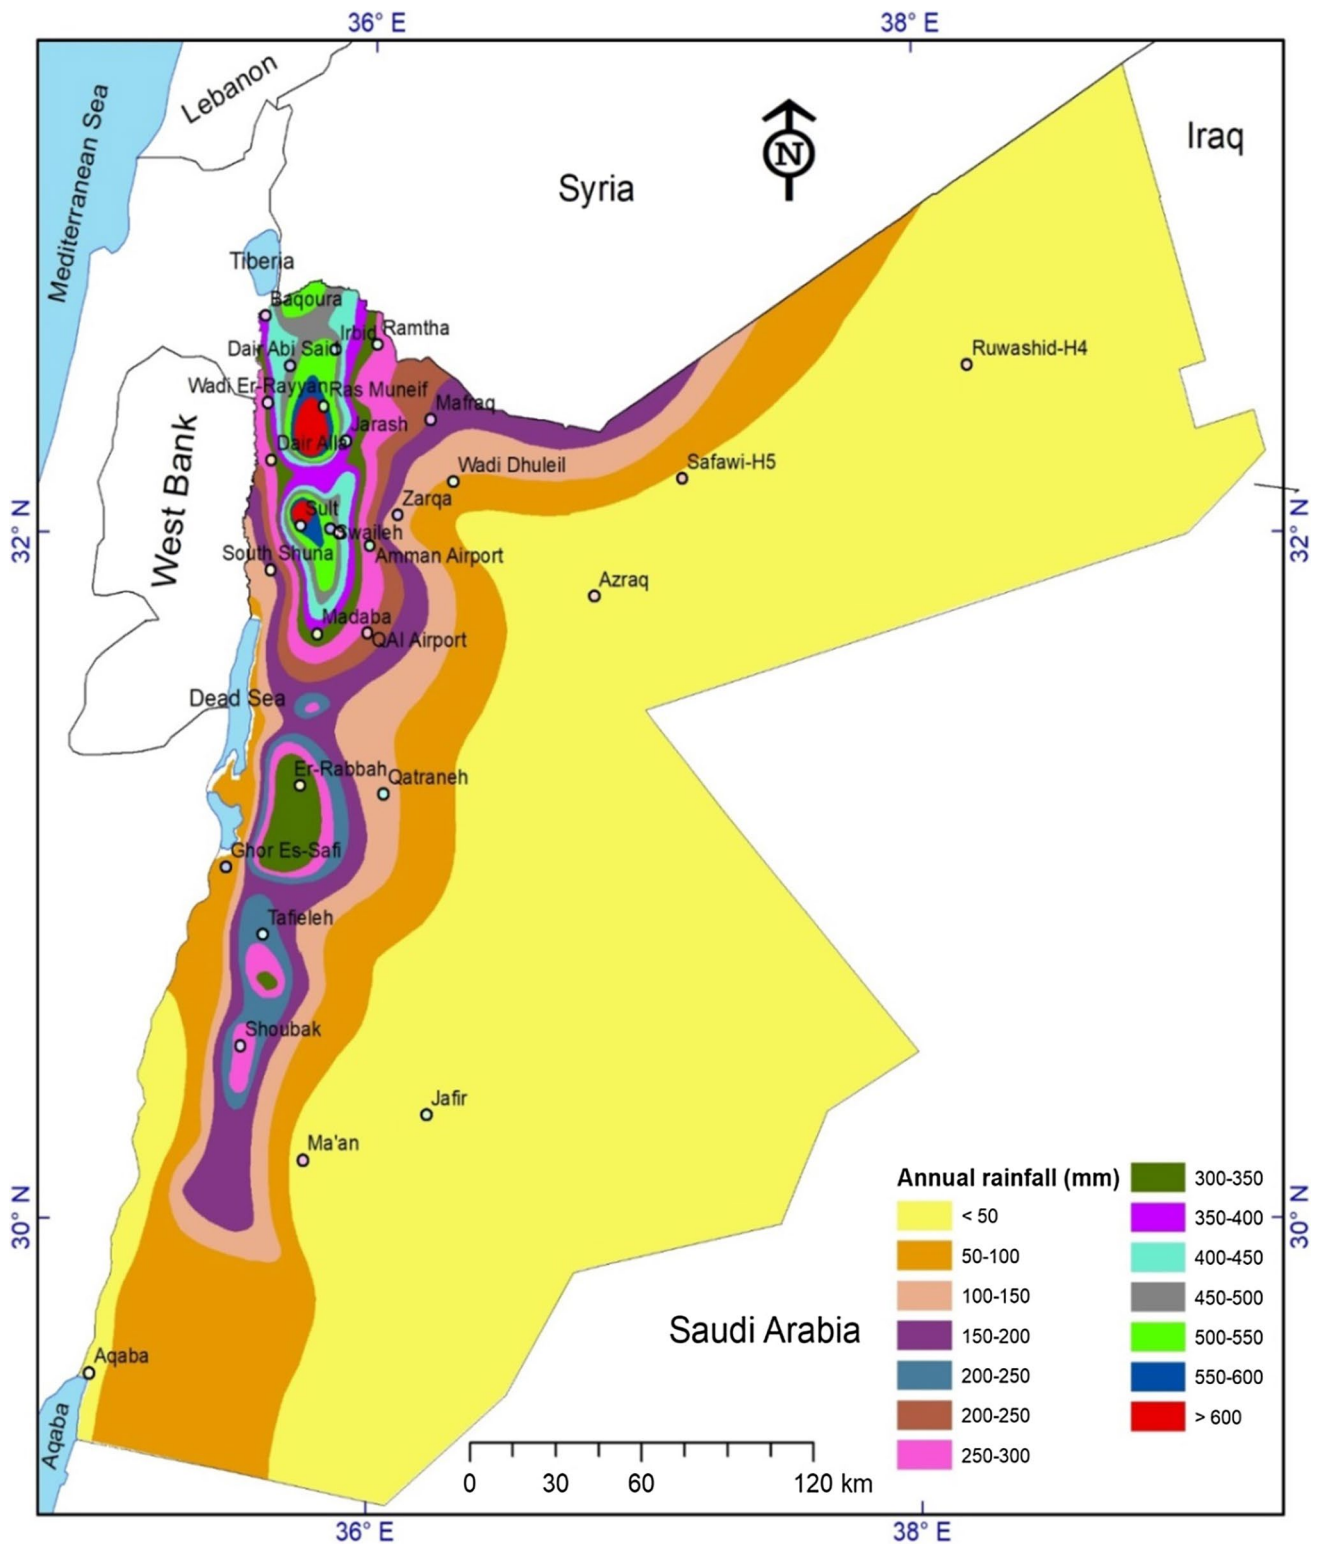 36° E
38° E
Lebanon
Mediterranean Sea
Iraq
N
Syria
Tiberia
Baqoura
Irbid
Ramtha
Dair Abi Said
Ruwashid-H4
Wadi Er-Rayyan
Ras Muneif
Mafraq
Jarash
Dair Alla
West Bank
Wadi Dhuleil
Safawi-H5
Zarqa
Sult
Swaileh
32° N
32° N
South Shuna
Amman Airport
Azraq
Madaba
QAI Airport
Dead Sea
Er-Rabbah
Qatraneh
Ghor Es-Safi
Tafieleh
Shoubak
Jafir
Ma'an
30° N
30° N
Annual rainfall (mm)
< 50
50-100
100-150
150-200
200-250
200-250
250-300
300-350
350-400
400-450
450-500
500-550
550-600
> 600
Saudi Arabia
Aqaba
Aqaba
0 30 60 120 km
36° E
38° E